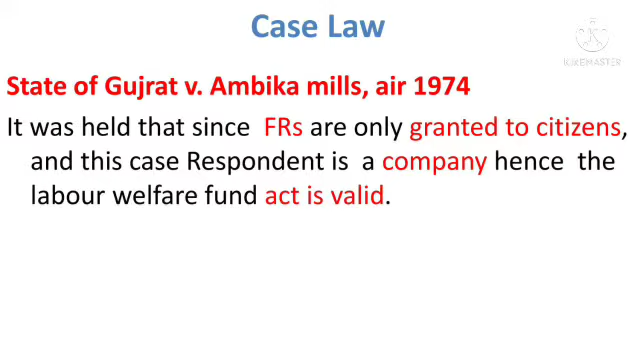 Case Law
KINEMASTER
State of Gujrat v. Ambika mills, air 1974
It was held that since FRs are only granted to citizens,
and this case Respondent is a company hence the
labour welfare fund act is valid.